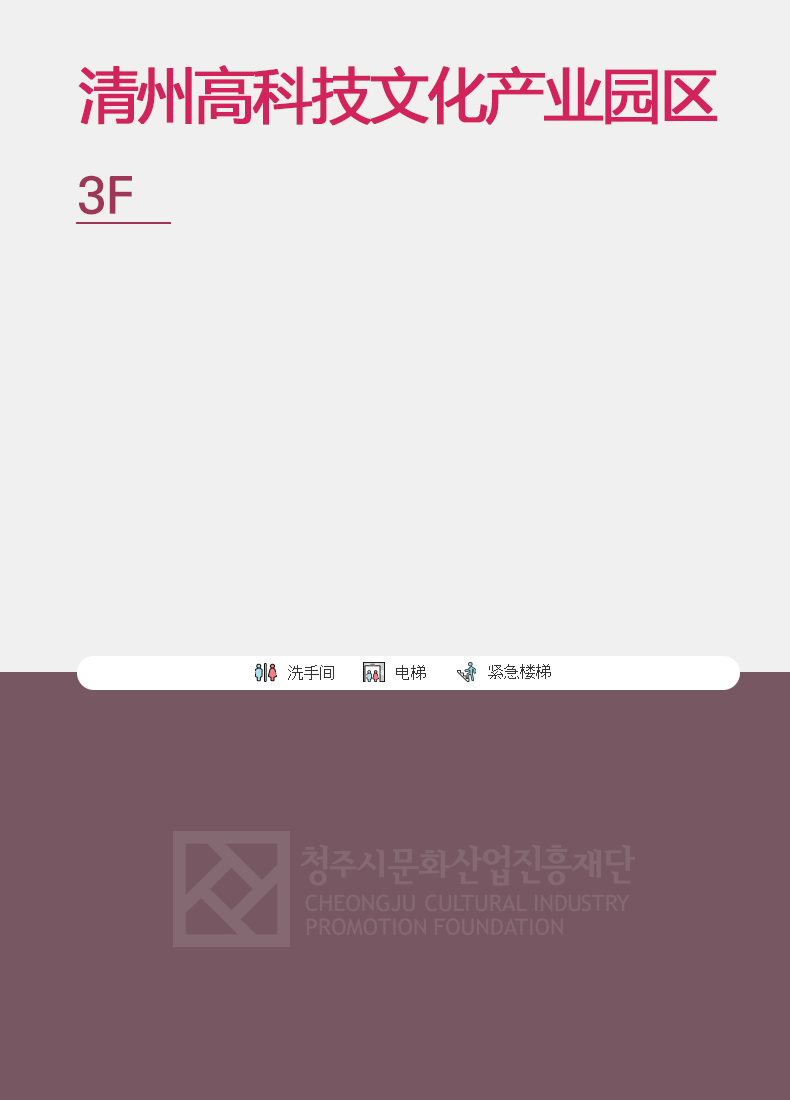 清州高科技文化产业园区
3F
洗手间 电梯 紧急楼梯
청주시문화산업진흥재단
CHEONGJU CULTURAL INDUSTRY
PROMOTION FOUNDATION